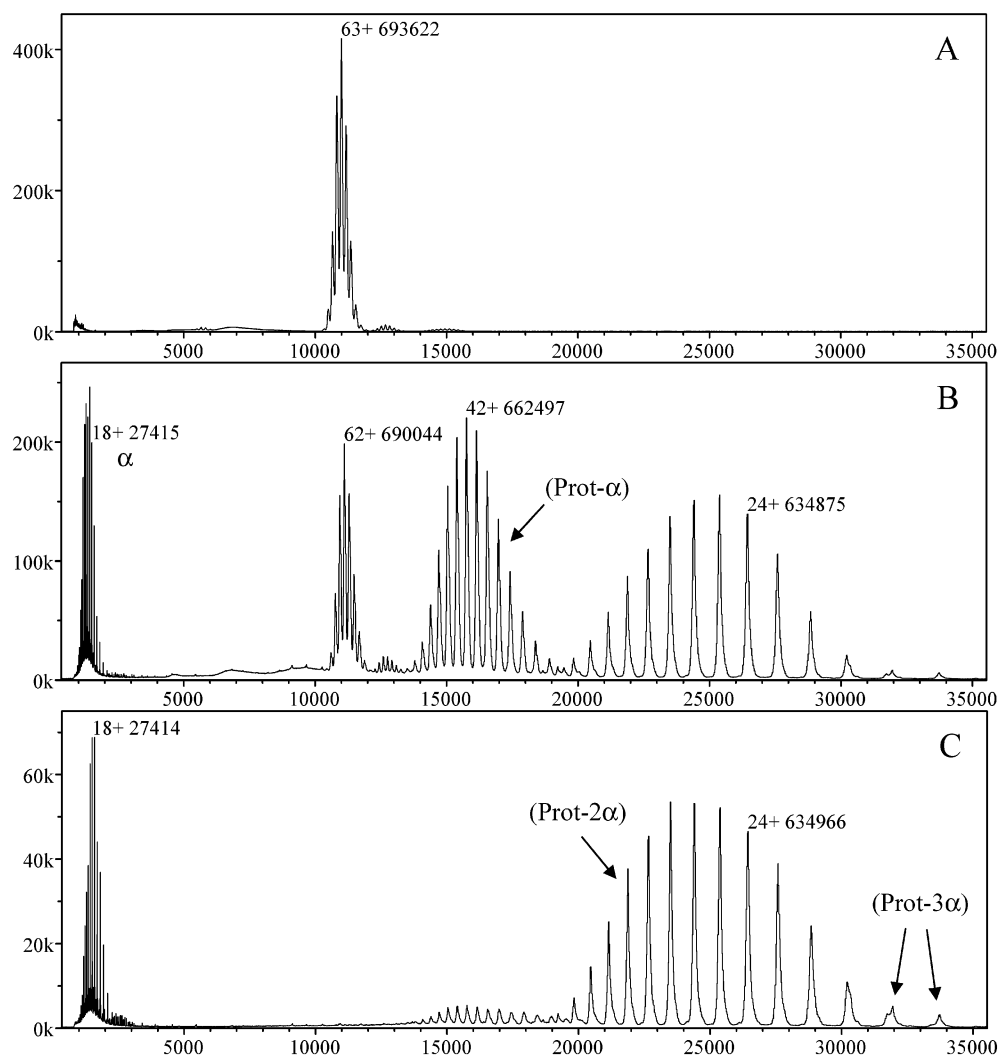 63+ 693622
A
400k
200k
0k
5000 10000 15000 20000 25000 30000 35000
B
18+ 27415
α
62+ 690044
42+ 662497
(Prot-α)
24+ 634875
200k
100k
0k
5000 10000 15000 20000 25000 30000 35000
18+ 27414
C
(Prot-2α)
24+ 634966
(Prot-3α)
60k
40k
20k
0k
5000 10000 15000 20000 25000 30000 35000